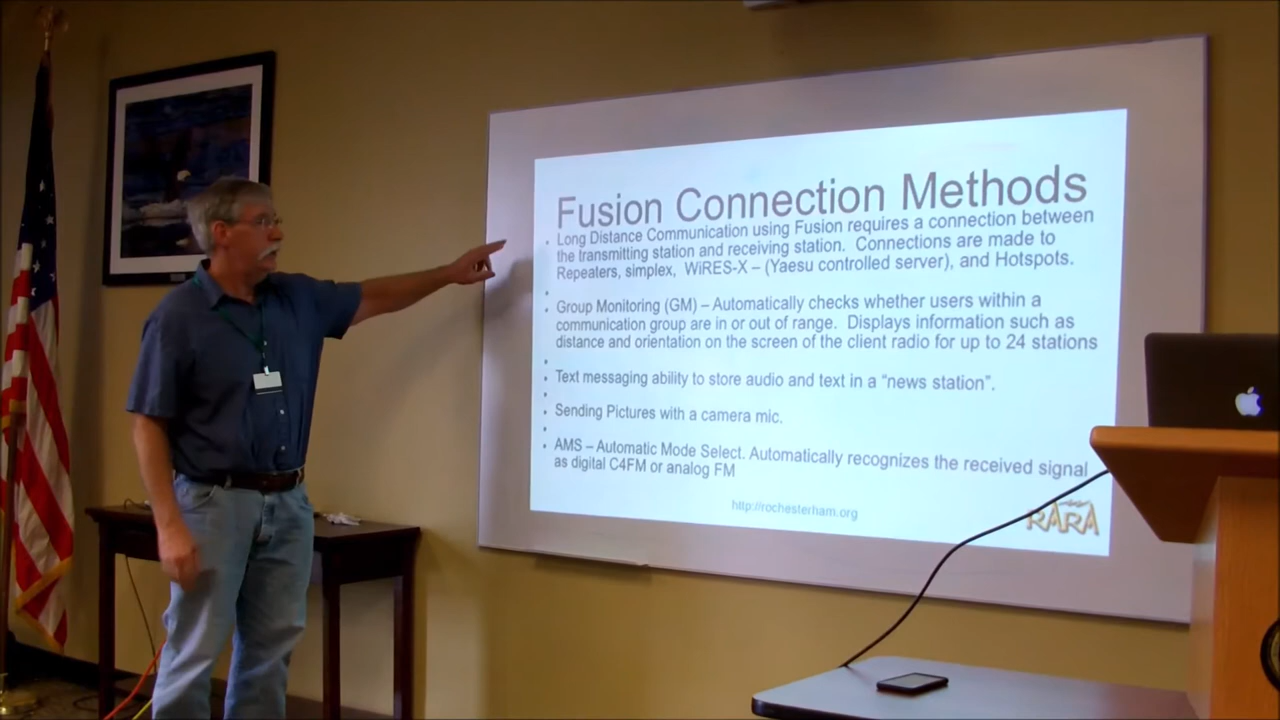 Fusion Connection Methods
Long Distance Communication using Fusion requires a connection between
the transmitting station and receiving station. Connections are made to
Repeaters, simplex, WiRES-X – (Yaesu controlled server), and Hotspots.
Group Monitoring (GM) – Automatically checks whether users within a
communication group are in or out of range. Displays information such as
distance and orientation on the screen of the client radio for up to 24 stations
Text messaging ability to store audio and text in a “news station”.
Sending Pictures with a camera mic.
AMS – Automatic Mode Select. Automatically recognizes the received signal
as digital C4FM or analog FM
http://rochesterham.org
RARA